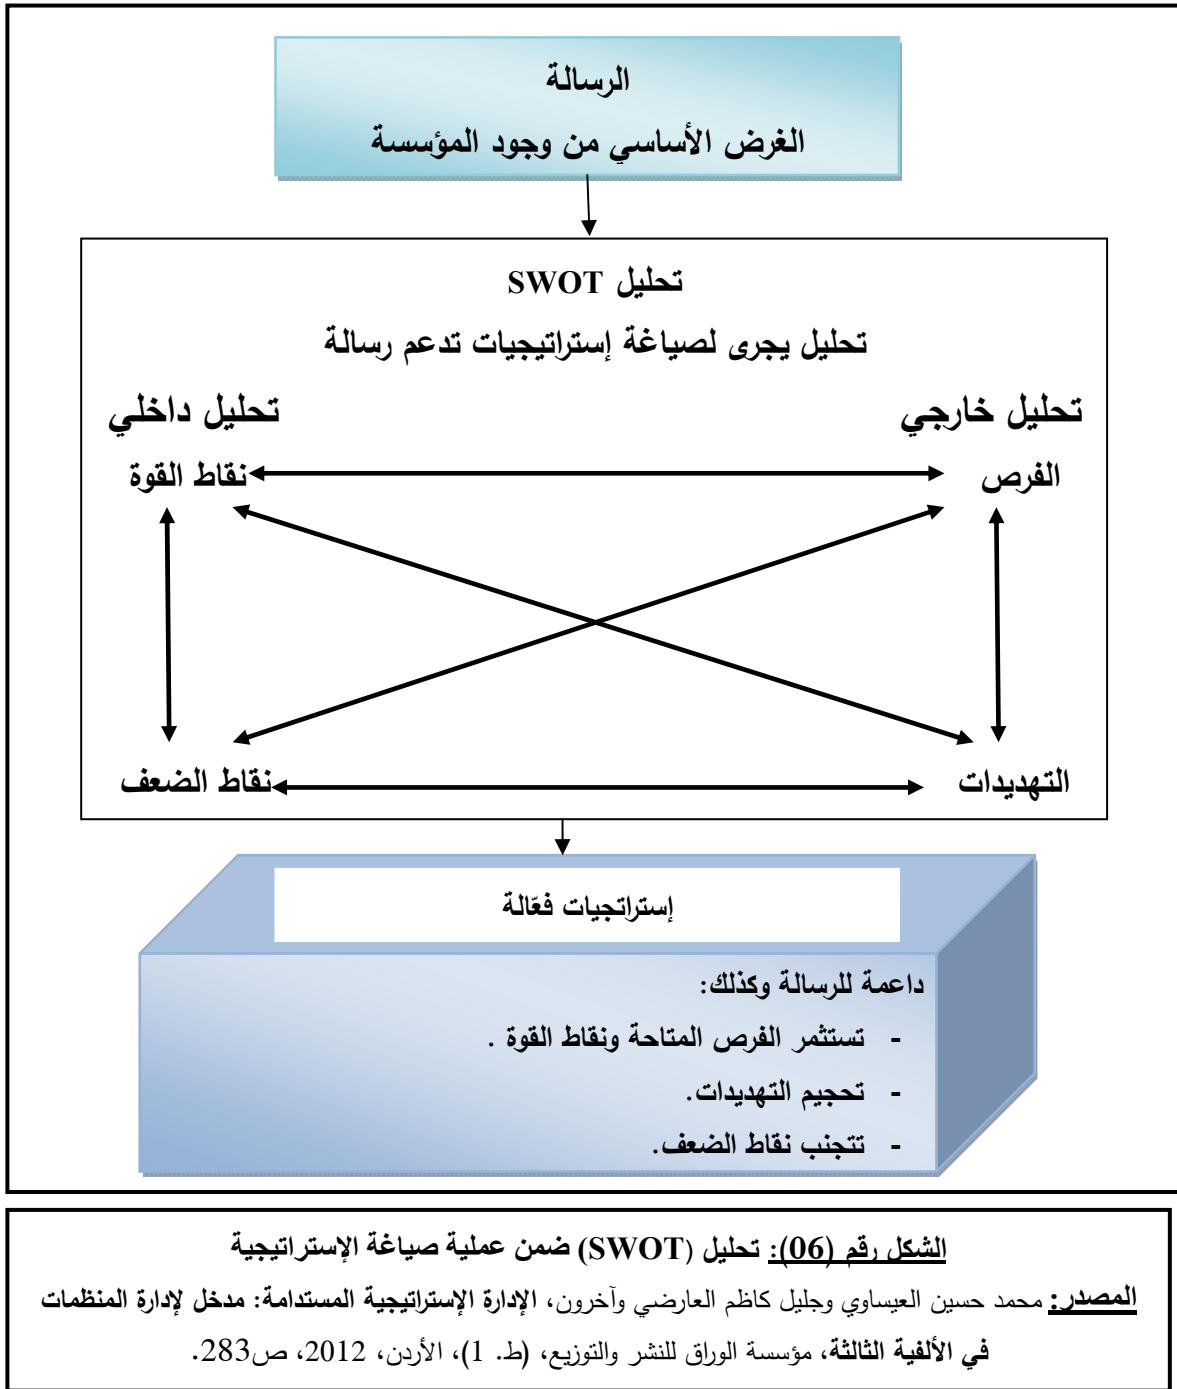 الرسالة
الغرض الأساسي من وجود المؤسسة
تحليل SWOT
تحليل يجرى لصياغة إستراتيجيات تدعم رسالة
تحليل خارجي
تحليل داخلي
الفرص
نقاط القوة
التهديدات
نقاط الضعف
إستراتجيات فعّالة
داعمة للرسالة وكذلك:
- تستثمر الفرص المتاحة ونقاط القوة .
- تحجيم التهديدات.
- تتجنب نقاط الضعف.
الشكل رقم (06): تحليل (SWOT) ضمن عملية صياغة الإستراتيجية
المصدر: محمد حسين العيساوي وجليل كاظم العارضي وآخرون، الإدارة الإستراتيجية المستدامة: مدخل لإدارة المنظمات
في الألفية الثالثة، مؤسسة الوراق للنشر والتوزيع، (ط. 1)، الأردن، 2012، ص283.